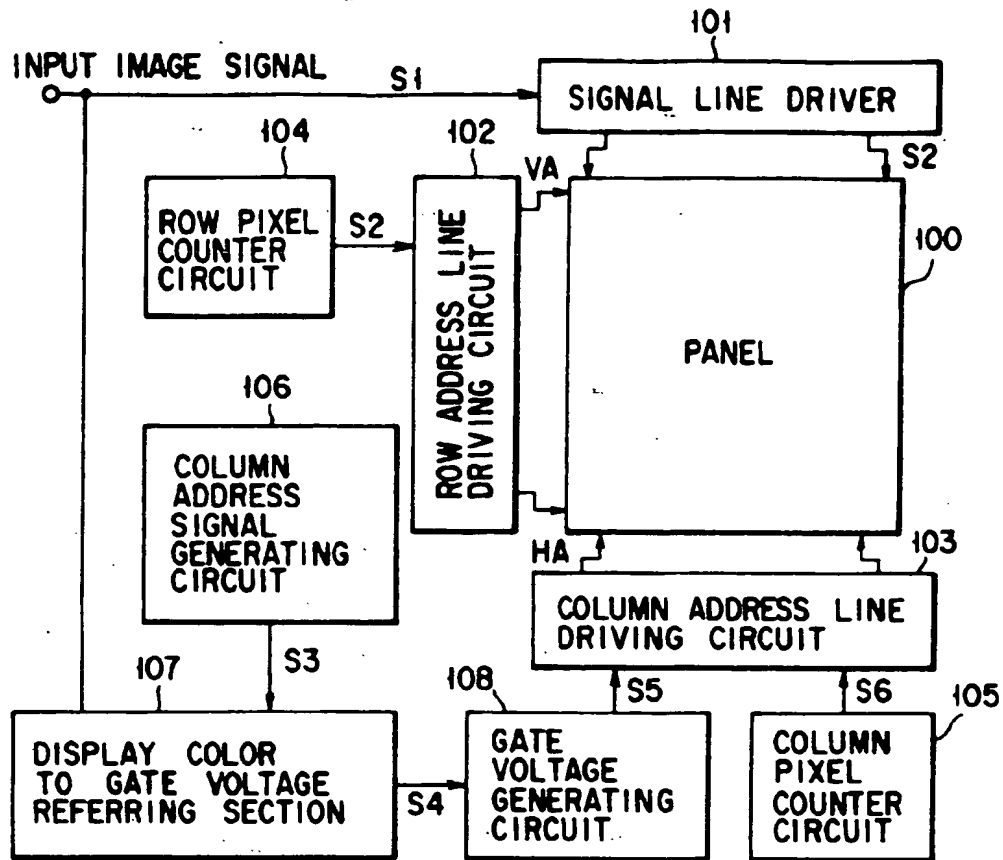 101
INPUT IMAGE SIGNAL
S1
SIGNAL LINE DRIVER
104
102
VA
S2
ROW PIXEL
COUNTER
CIRCUIT
S2
ROW ADDRESS LINE
DRIVING CIRCUIT
100
PANEL
106
COLUMN
ADDRESS
SIGNAL
GENERATING
CIRCUIT
HA
103
COLUMN ADDRESS LINE
DRIVING CIRCUIT
S3
107
108
S5
S6
105
DISPLAY COLOR
TO GATE VOLTAGE
REFERRING SECTION
S4
GATE
VOLTAGE
GENERATING
CIRCUIT
COLUMN
PIXEL
COUNTER
CIRCUIT